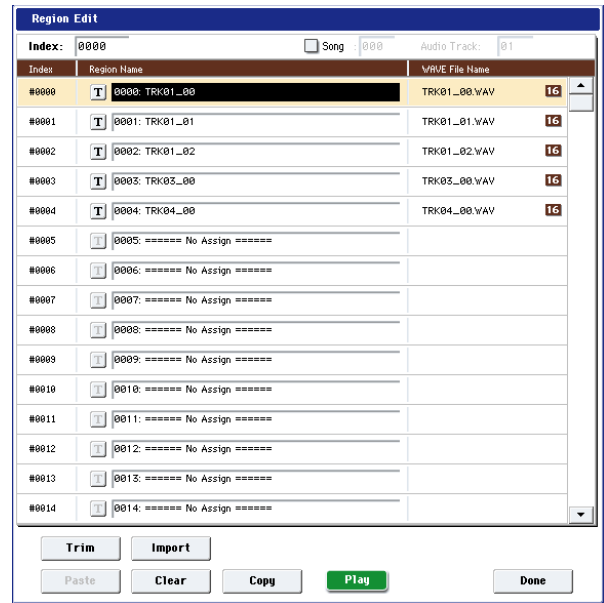 Region Edit
Index: 0000 Song : 000 Audio Track: 01
Index Region Name WAVE File Name
#0000 T 0000: TRK01_00 TRK01_00.WAV 16
#0001 T 0001: TRK01_01 TRK01_01.WAV 16
#0002 T 0002: TRK01_02 TRK01_02.WAV 16
#0003 T 0003: TRK03_00 TRK03_00.WAV 16
#0004 T 0004: TRK04_00 TRK04_00.WAV 16
#0005 T 0005: ====== No Assign ======
#0006 T 0006: ====== No Assign ======
#0007 T 0007: ====== No Assign ======
#0008 T 0008: ====== No Assign ======
#0009 T 0009: ====== No Assign ======
#0010 T 0010: ====== No Assign ======
#0011 T 0011: ====== No Assign ======
#0012 T 0012: ====== No Assign ======
#0013 T 0013: ====== No Assign ======
#0014 T 0014: ====== No Assign ======
Trim Import
Paste Clear Copy Play Done